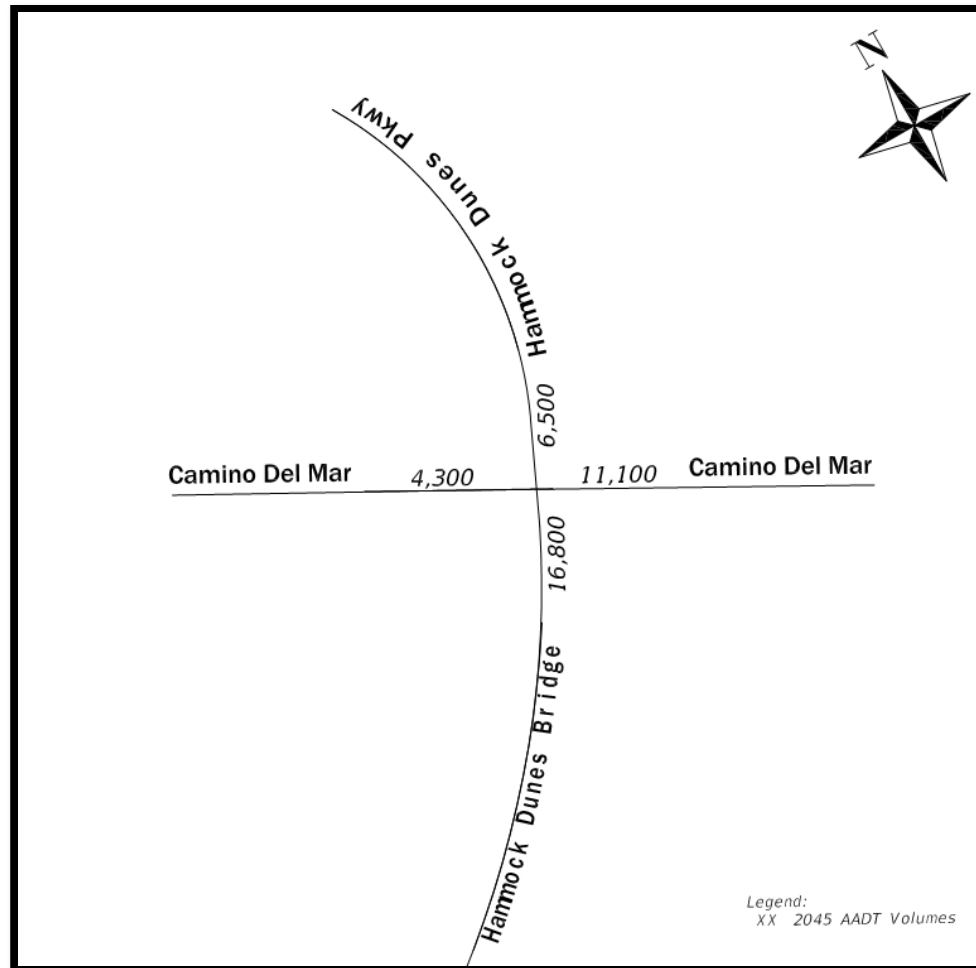 N
Hammock Dunes Pkwy
6,500
Camino Del Mar
4,300
11,100
Camino Del Mar
16,800
Hammock Dunes Bridge
Legend:
XX 2045 AADT Volumes